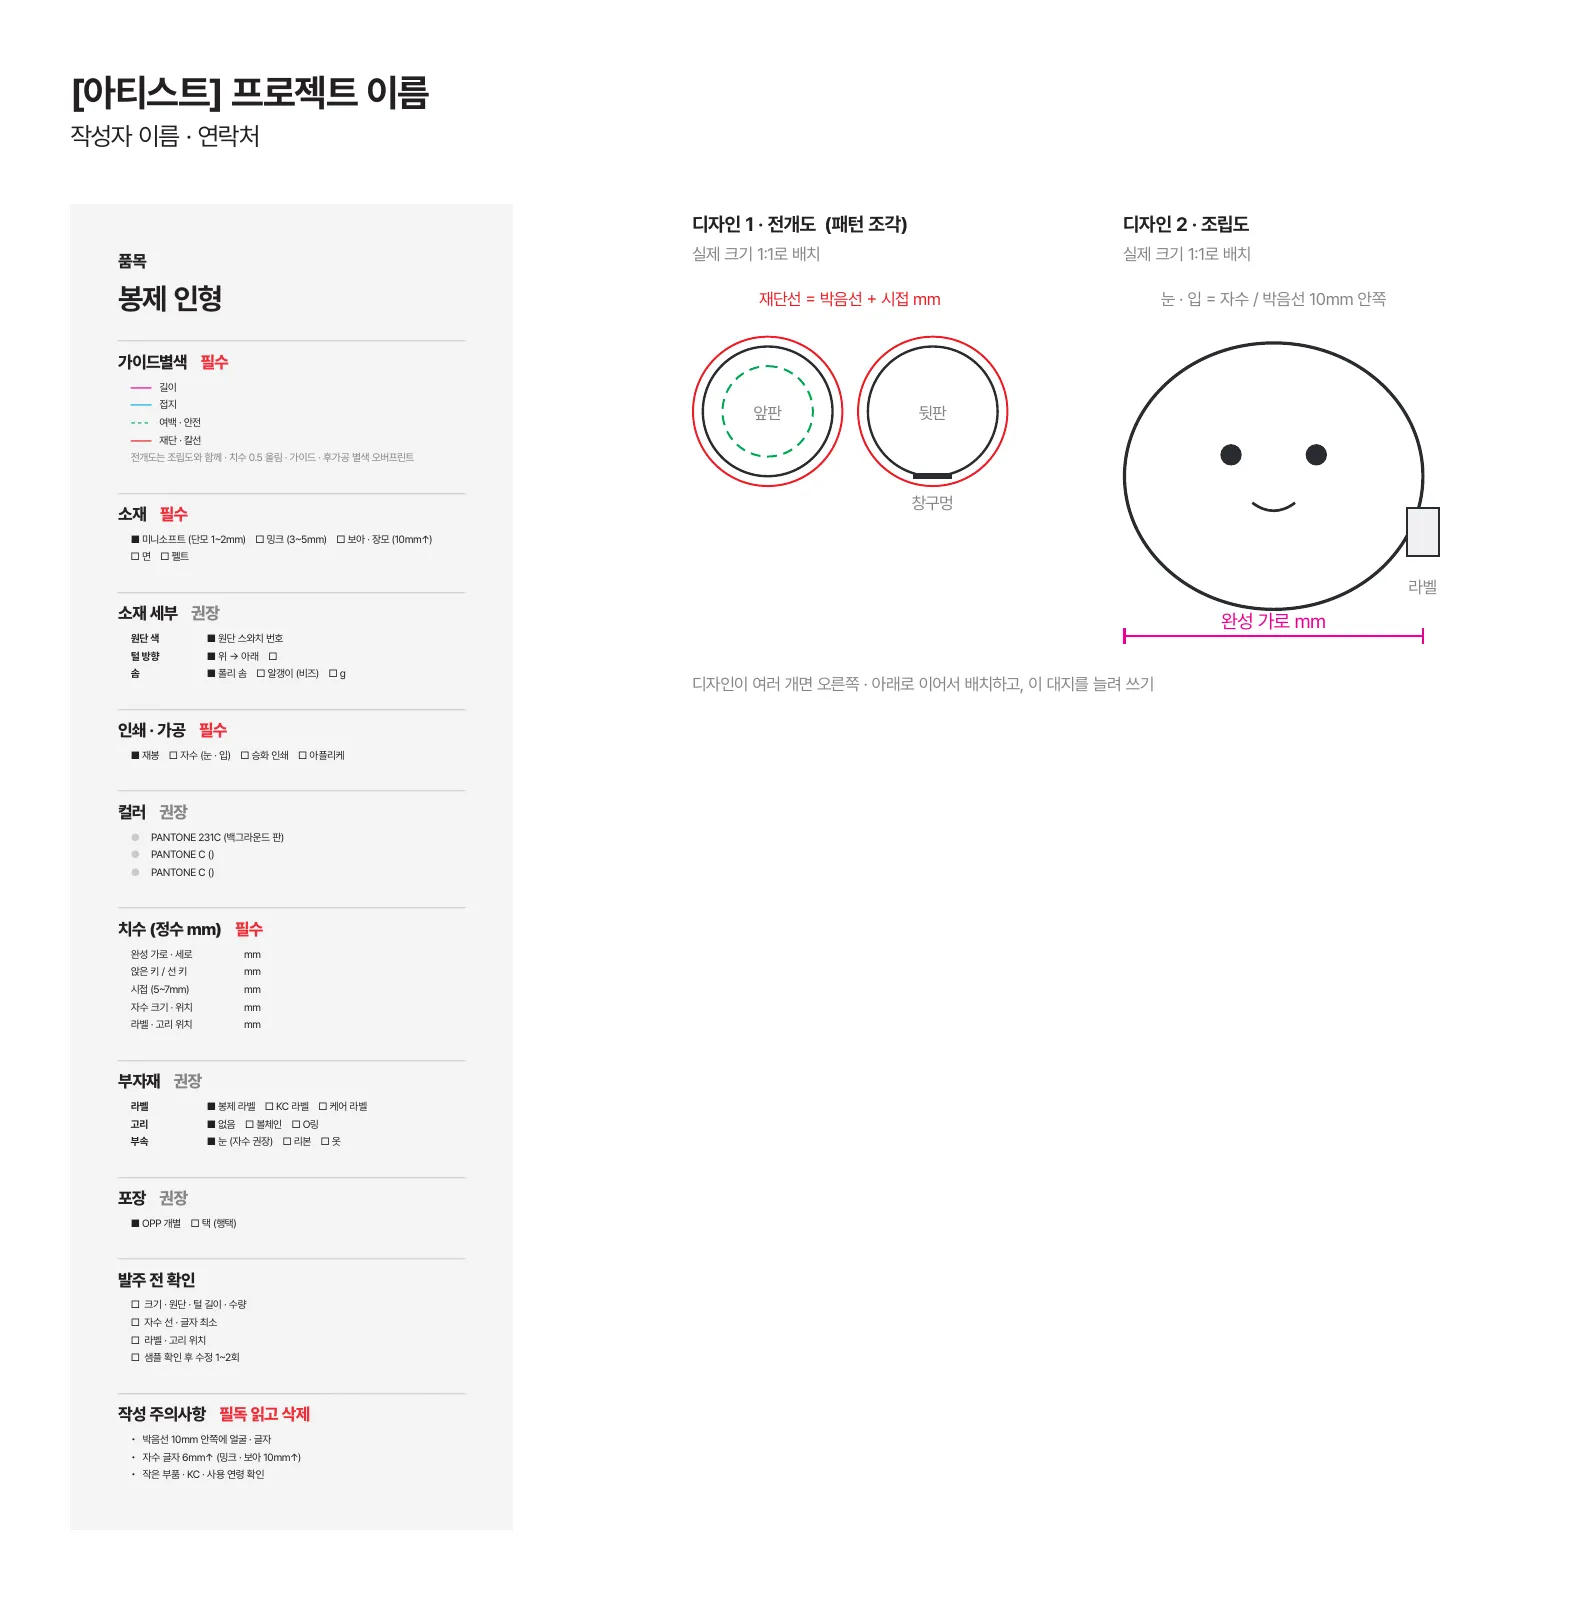 [아티스트] 프로젝트 이름
작성자 이름 · 연락처
품목
봉제 인형
가이드별색 필수
길이
접지
여백 · 안전
재단 · 칼선
전개도는 조립도와 함께 · 치수 0.5 올림 · 가이드 · 후가공 별색 오버프린트
소재 필수
■ 미니소프트 (단모 1~2mm) □ 밍크 (3~5mm) □ 보아 · 장모 (10mm↑)
□ 면 □ 펠트
소재 세부 권장
원단 색 ■ 원단 스와치 번호
털 방향 ■ 위 → 아래 □
솜 ■ 폴리 솜 □ 알갱이 (비즈) □ g
인쇄 · 가공 필수
■ 재봉 □ 자수 (눈 · 입) □ 승화 인쇄 □ 아플리케
컬러 권장
PANTONE 231C (백그라운드 판)
PANTONE C ()
PANTONE C ()
치수 (정수 mm) 필수
완성 가로 · 세로 mm
앉은 키 / 선 키 mm
시접 (5~7mm) mm
자수 크기 · 위치 mm
라벨 · 고리 위치 mm
부자재 권장
라벨 ■ 봉제 라벨 □ KC 라벨 □ 케어 라벨
고리 ■ 없음 □ 볼체인 □ O링
부속 ■ 눈 (자수 권장) □ 리본 □ 옷
포장 권장
■ OPP 개별 □ 택 (행택)
발주 전 확인
□ 크기 · 원단 · 털 길이 · 수량
□ 자수 선 · 글자 최소
□ 라벨 · 고리 위치
□ 샘플 확인 후 수정 1~2회
작성 주의사항 필독 읽고 삭제
• 박음선 10mm 안쪽에 얼굴 · 글자
• 자수 글자 6mm↑ (밍크 · 보아 10mm↑)
• 작은 부품 · KC · 사용 연령 확인
디자인 1 · 전개도 (패턴 조각)
실제 크기 1:1로 배치
재단선 = 박음선 + 시접 mm
앞판
뒷판
창구멍
디자인 2 · 조립도
실제 크기 1:1로 배치
눈 · 입 = 자수 / 박음선 10mm 안쪽
라벨
완성 가로 mm
디자인이 여러 개면 오른쪽 · 아래로 이어서 배치하고, 이 대지를 늘려 쓰기